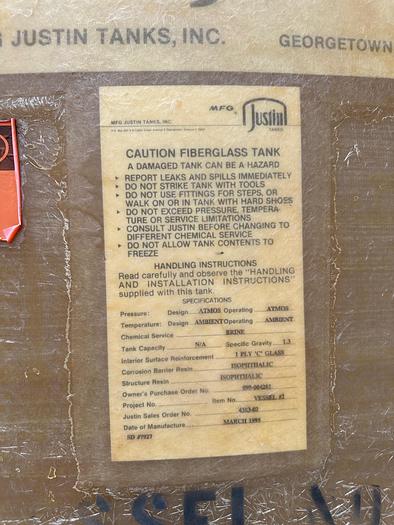 G JUSTIN TANKS, INC. GEORGETOWN
MFG Justin
TANKS
MFG JUSTIN TANKS, INC.
CAUTION FIBERGLASS TANK
A DAMAGED TANK CAN BE A HAZARD
▸ REPORT LEAKS AND SPILLS IMMEDIATELY
▸ DO NOT STRIKE TANK WITH TOOLS
▸ DO NOT USE FITTINGS FOR STEPS, OR
WALK ON OR IN TANK WITH HARD SHOES
▸ DO NOT EXCEED PRESSURE, TEMPERA-
TURE OR SERVICE LIMITATIONS
▸ CONSULT JUSTIN BEFORE CHANGING TO
DIFFERENT CHEMICAL SERVICE
▸ DO NOT ALLOW TANK CONTENTS TO
FREEZE
HANDLING INSTRUCTIONS
Read carefully and observe the "HANDLING
AND INSTALLATION INSTRUCTIONS"
supplied with this tank.
SPECIFICATIONS
Pressure: Design ATMOS Operating ATMOS
Temperature: Design AMBIENT Operating AMBIENT
Chemical Service BRINE
Tank Capacity N/A Specific Gravity 1.3
Interior Surface Reinforcement 1 PLY 'C' GLASS
Corrosion Barrier Resin ISOPHTHALIC
Structure Resin ISOPHTHALIC
Owner's Purchase Order No. 099-004281
Project No. Item No. VESSEL #2
Justin Sales Order No. 4313-02
Date of Manufacture MARCH 1995
SD #7927